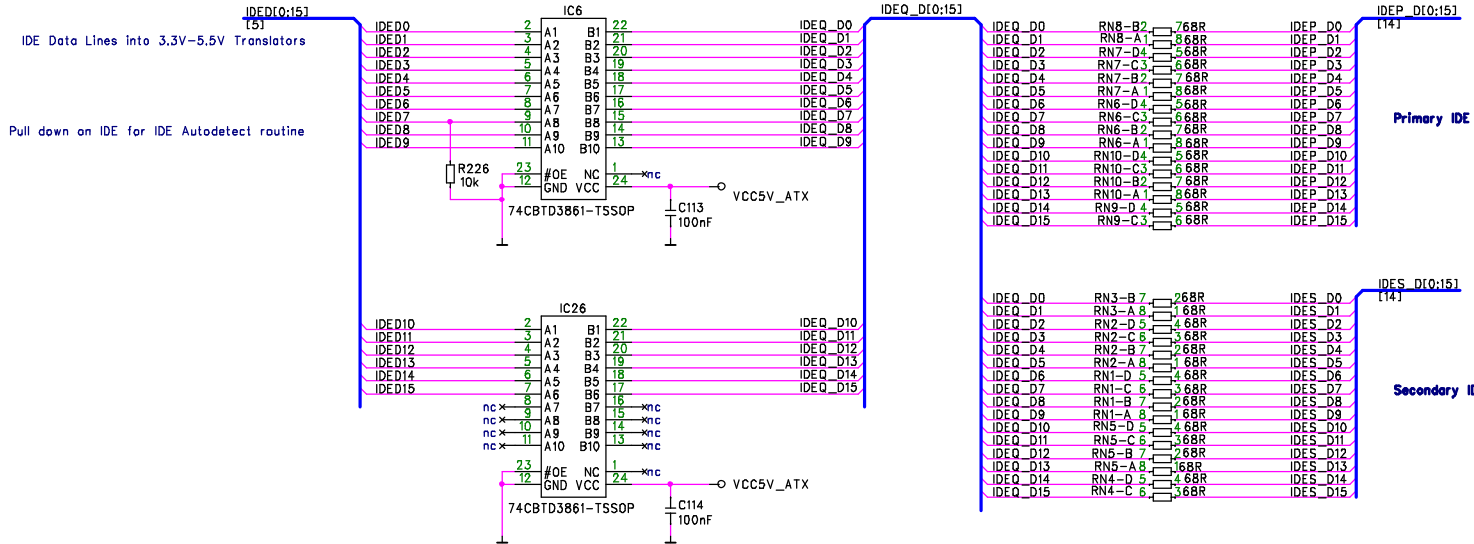 IDED[0;15]
[5]
IDE Data Lines into 3.3V-5.5V Translators
Pull down on IDE for IDE Autodetect routine
IC6
IDED0 2 A1 B1 22 IDEQ_D0
IDED1 3 A2 B2 21 IDEQ_D1
IDED2 4 A3 B3 20 IDEQ_D2
IDED3 5 A4 B4 19 IDEQ_D3
IDED4 6 A5 B5 18 IDEQ_D4
IDED5 7 A6 B6 17 IDEQ_D5
IDED6 8 A7 B7 16 IDEQ_D6
IDED7 9 A8 B8 15 IDEQ_D7
IDED8 10 A9 B9 14 IDEQ_D8
IDED9 11 A10 B10 13 IDEQ_D9
23 #OE NC 1 nc
12 GND VCC 24
R226
10k
VCC5V_ATX
74CBTD3861-TSSOP
C113
100nF
IC26
IDED10 2 A1 B1 22 IDEQ_D10
IDED11 3 A2 B2 21 IDEQ_D11
IDED12 4 A3 B3 20 IDEQ_D12
IDED13 5 A4 B4 19 IDEQ_D13
IDED14 6 A5 B5 18 IDEQ_D14
IDED15 7 A6 B6 17 IDEQ_D15
nc 8 A7 B7 16 nc
nc 9 A8 B8 15 nc
nc 10 A9 B9 14 nc
nc 11 A10 B10 13 nc
23 #OE NC 1 nc
12 GND VCC 24
VCC5V_ATX
74CBTD3861-TSSOP
C114
100nF
IDEQ_D[0;15]
IDEP_D[0;15]
[14]
IDEQ_D0 RN8-B 2 7 68R IDEP_D0
IDEQ_D1 RN8-A 1 8 68R IDEP_D1
IDEQ_D2 RN7-D 4 5 68R IDEP_D2
IDEQ_D3 RN7-C 3 6 68R IDEP_D3
IDEQ_D4 RN7-B 2 7 68R IDEP_D4
IDEQ_D5 RN7-A 1 8 68R IDEP_D5
IDEQ_D6 RN6-D 4 5 68R IDEP_D6
IDEQ_D7 RN6-C 3 6 68R IDEP_D7
IDEQ_D8 RN6-B 2 7 68R IDEP_D8
IDEQ_D9 RN6-A 1 8 68R IDEP_D9
IDEQ_D10 RN10-D 4 5 68R IDEP_D10
IDEQ_D11 RN10-C 3 6 68R IDEP_D11
IDEQ_D12 RN10-B 2 7 68R IDEP_D12
IDEQ_D13 RN10-A 1 8 68R IDEP_D13
IDEQ_D14 RN9-D 4 5 68R IDEP_D14
IDEQ_D15 RN9-C 3 6 68R IDEP_D15
Primary IDE
IDES_D[0;15]
[14]
IDEQ_D0 RN3-B 7 2 68R IDES_D0
IDEQ_D1 RN3-A 8 1 68R IDES_D1
IDEQ_D2 RN2-D 5 4 68R IDES_D2
IDEQ_D3 RN2-C 6 3 68R IDES_D3
IDEQ_D4 RN2-B 7 2 68R IDES_D4
IDEQ_D5 RN2-A 8 1 68R IDES_D5
IDEQ_D6 RN1-D 5 4 68R IDES_D6
IDEQ_D7 RN1-C 6 3 68R IDES_D7
IDEQ_D8 RN1-B 7 2 68R IDES_D8
IDEQ_D9 RN1-A 8 1 68R IDES_D9
IDEQ_D10 RN5-D 5 4 68R IDES_D10
IDEQ_D11 RN5-C 6 3 68R IDES_D11
IDEQ_D12 RN5-B 7 2 68R IDES_D12
IDEQ_D13 RN5-A 8 1 68R IDES_D13
IDEQ_D14 RN4-D 5 4 68R IDES_D14
IDEQ_D15 RN4-C 6 3 68R IDES_D15
Secondary